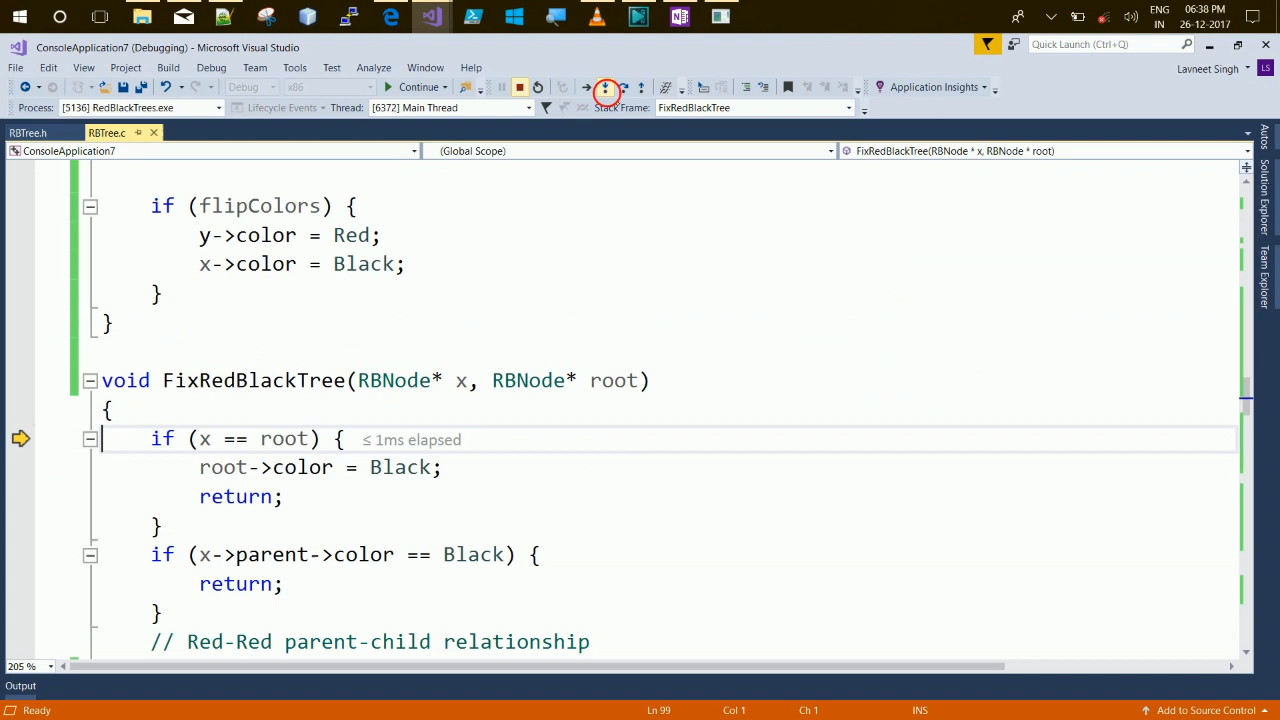 06:38 PM
ENG
IN
26-12-2017
ConsoleApplication7 (Debugging) - Microsoft Visual Studio
Quick Launch (Ctrl+Q)
File Edit View Project Build Debug Team Tools Test Analyze Window Help
Lavneet Singh LS
Debug x86 Continue Application Insights
Process: [5136] RedBlackTrees.exe Lifecycle Events Thread: [6372] Main Thread Stack Frame: FixRedBlackTree
RBTree.h RBTree.c
ConsoleApplication7 (Global Scope) FixRedBlackTree(RBNode * x, RBNode * root)
if (flipColors) {
y->color = Red;
x->color = Black;
}
}
void FixRedBlackTree(RBNode* x, RBNode* root)
{
if (x == root) { ≤ 1ms elapsed
root->color = Black;
return;
}
if (x->parent->color == Black) {
return;
}
// Red-Red parent-child relationship
205 %
Output
Ready Ln 99 Col 1 Ch 1 INS Add to Source Control
Autos
Solution Explorer
Team Explorer